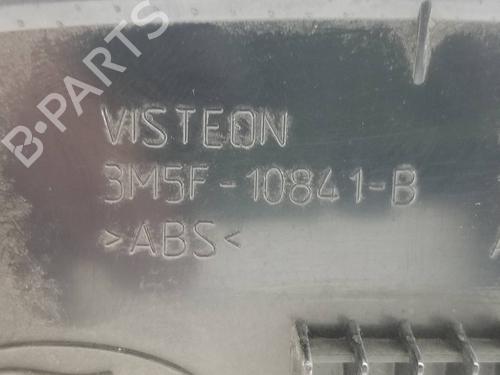 B-PARTS
VISTEON
3M5F-10841-B
>ABS<